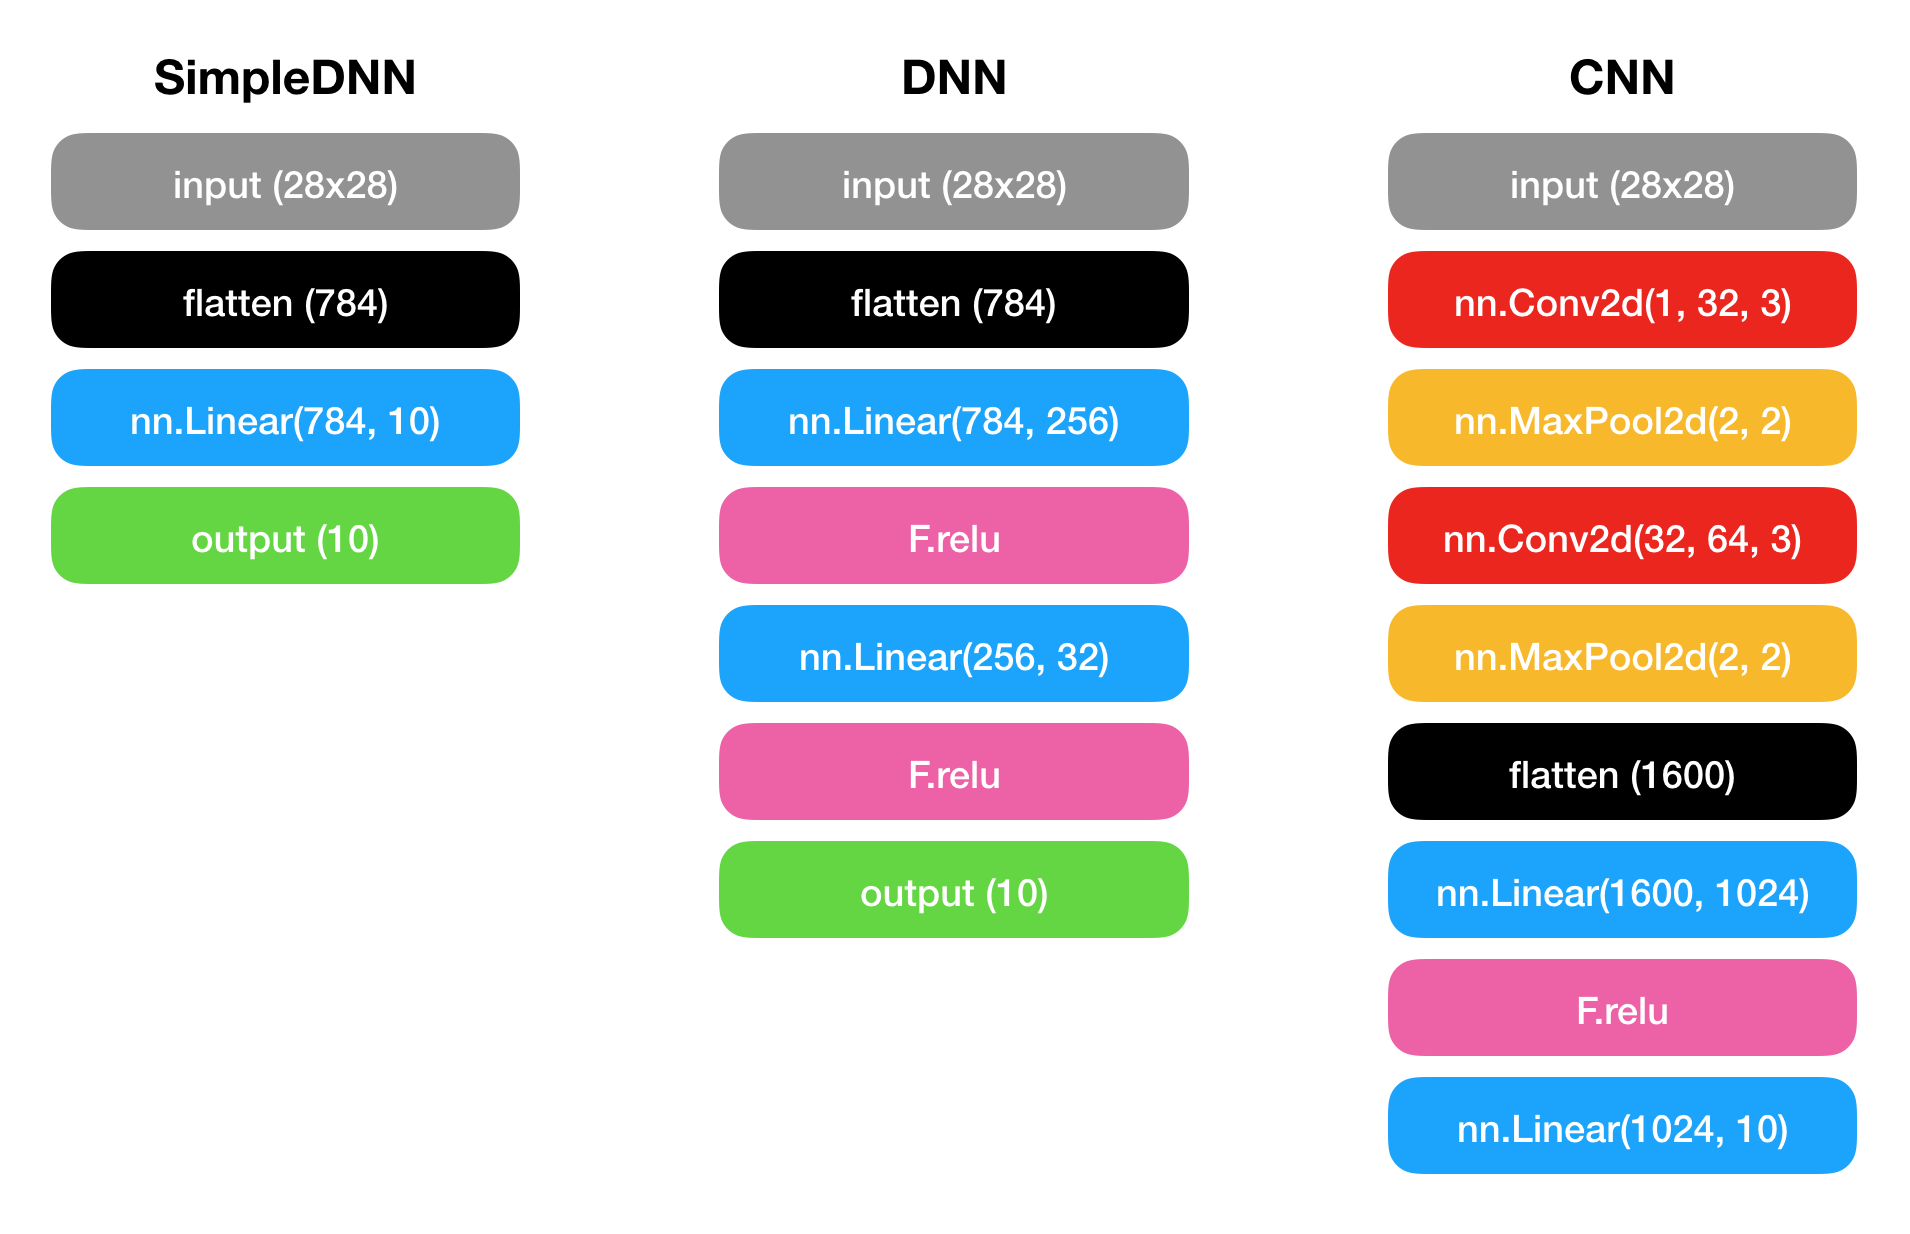 SimpleDNN
input (28x28)
flatten (784)
nn.Linear(784, 10)
output (10)
DNN
input (28x28)
flatten (784)
nn.Linear(784, 256)
F.relu
nn.Linear(256, 32)
F.relu
output (10)
CNN
input (28x28)
nn.Conv2d(1, 32, 3)
nn.MaxPool2d(2, 2)
nn.Conv2d(32, 64, 3)
nn.MaxPool2d(2, 2)
flatten (1600)
nn.Linear(1600, 1024)
F.relu
nn.Linear(1024, 10)